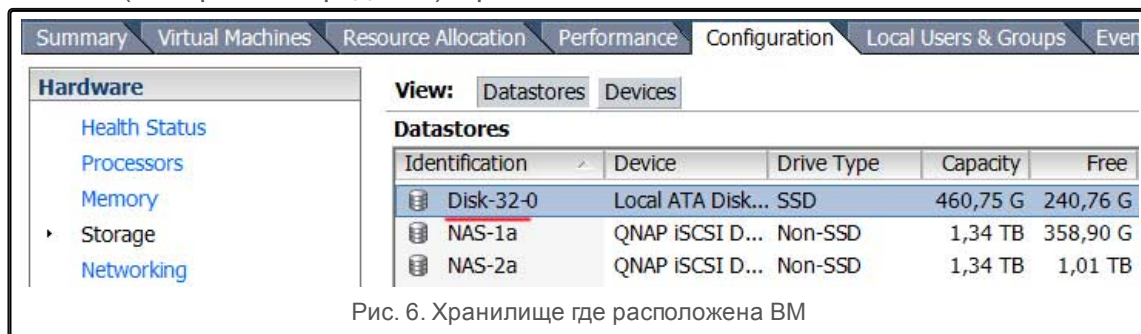 Summary Virtual Machines Resource Allocation Performance Configuration Local Users & Groups Even
Hardware
Health Status
Processors
Memory
Storage
Networking
View: Datastores Devices
Datastores
Identification Device Drive Type Capacity Free
Disk-32-0 Local ATA Disk... SSD 460,75 G 240,76 G
NAS-1a QNAP iSCSI D... Non-SSD 1,34 TB 358,90 G
NAS-2a QNAP iSCSI D... Non-SSD 1,34 TB 1,01 TB
Рис. 6. Хранилище где расположена ВМ